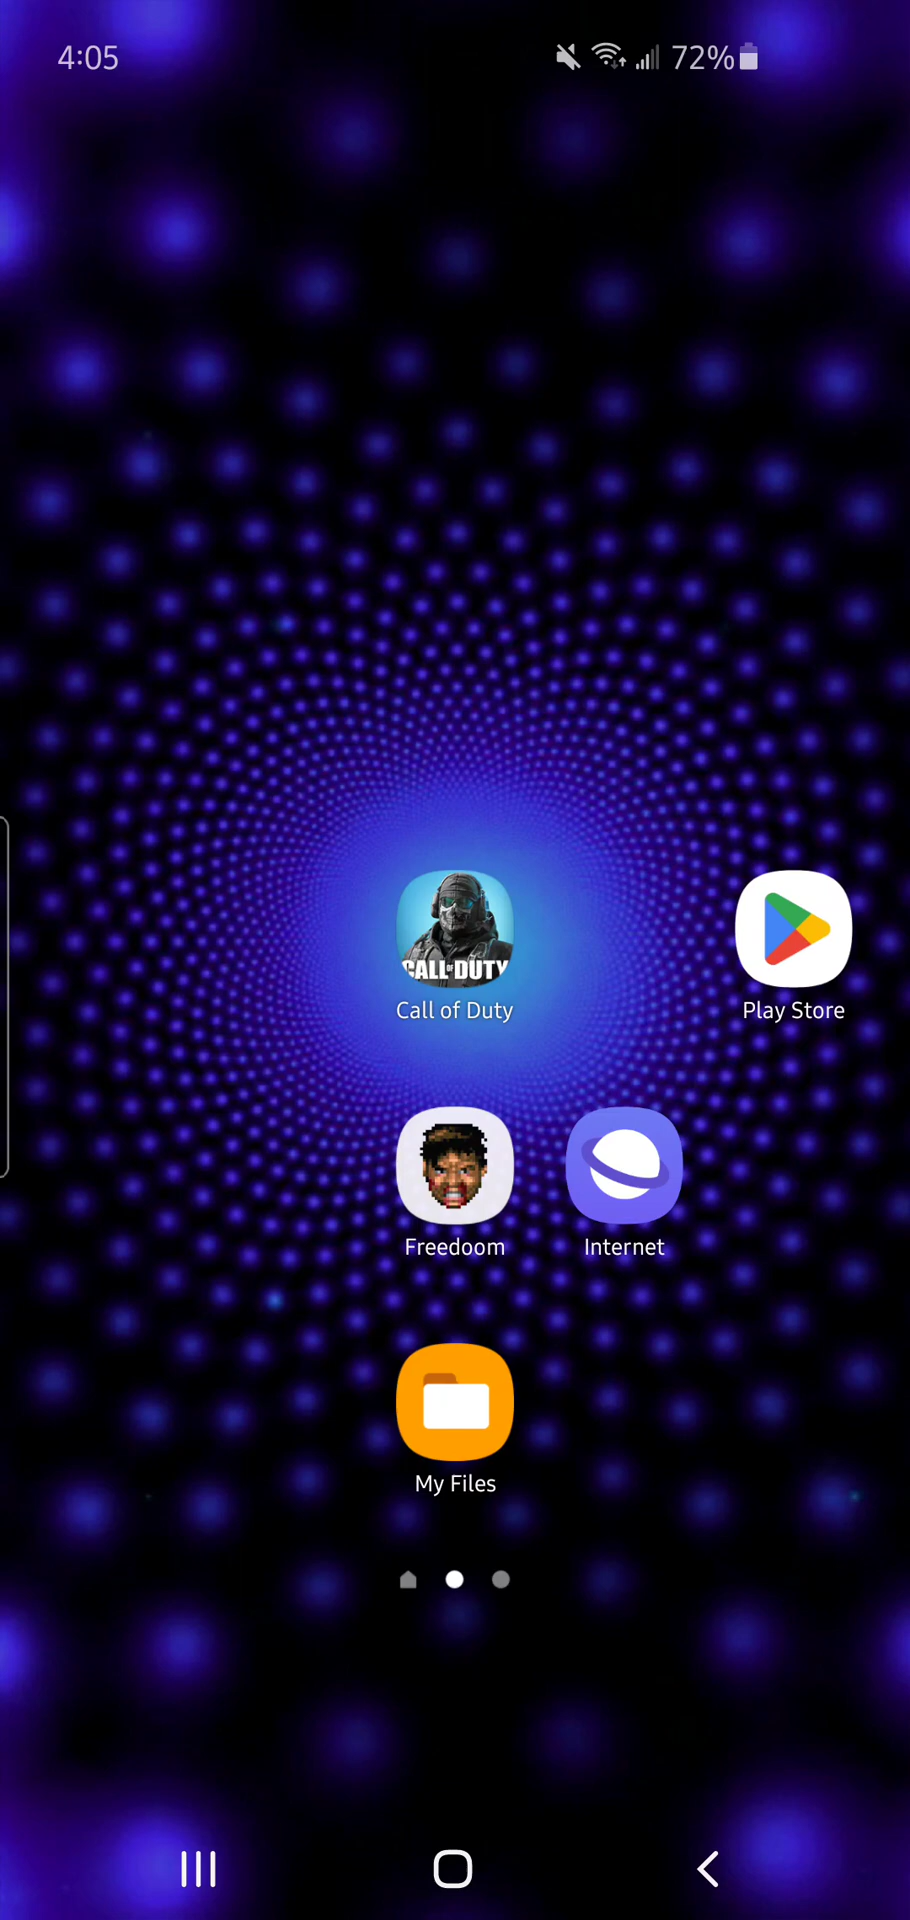 4:05 72%
CALL OF DUTY
Call of Duty Play Store
Freedoom Internet
My Files